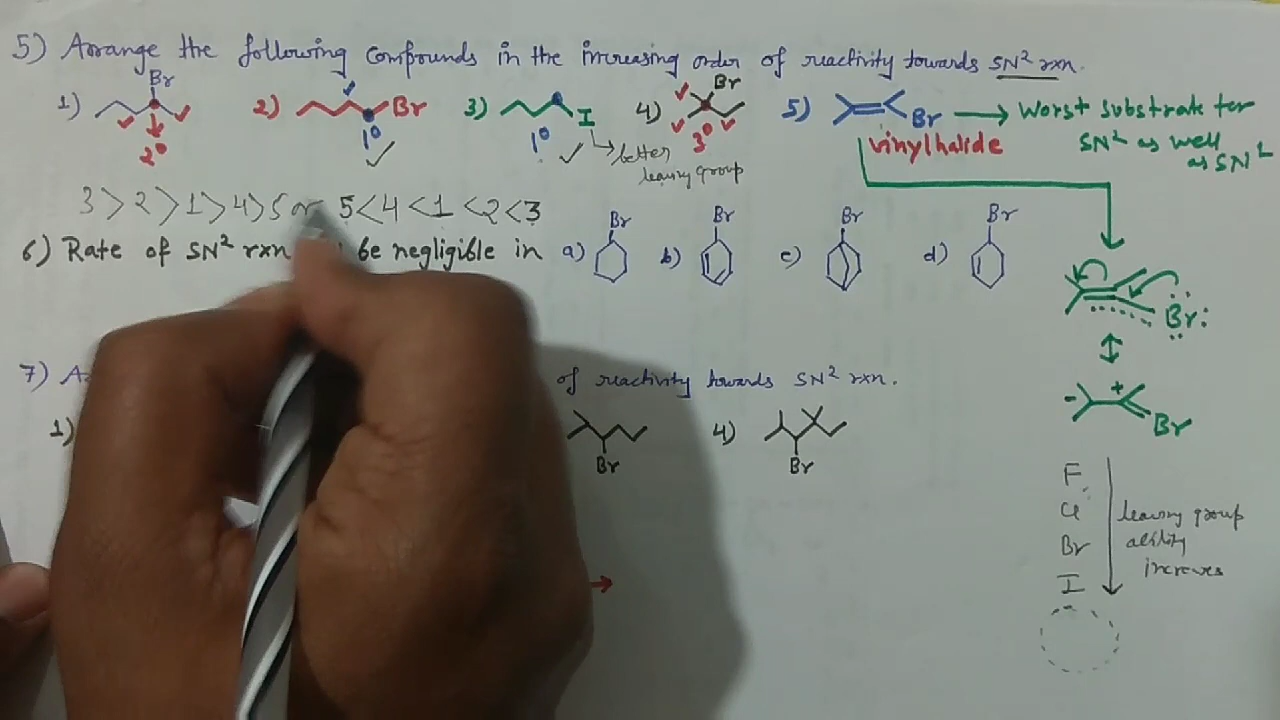 5) Arrange the following compounds in the increasing order of reactivity towards SN² rxn.
1) Br 2°
2) Br 1°
3) I 1° better leaving group
4) Br 3°
5) Br → Worst substrate for SN² as well as SN¹
vinylhalide
3 > 2 > 1 > 4 > 5 or 5 < 4 < 1 < 2 < 3
6) Rate of SN² rxn be negligible in a) Br b) Br c) Br d) Br
Br:
+
-
Br
7) of reactivity towards SN² rxn.
1) Br 4) Br
F
Cl
Br
I
leaving group
ability
increases